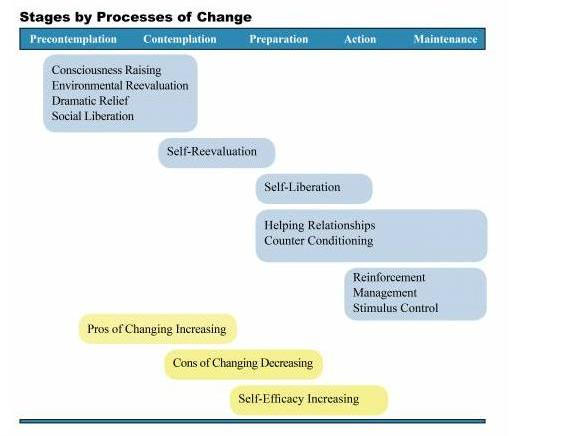 Stages by Processes of Change
Precontemplation Contemplation Preparation Action Maintenance
Consciousness Raising
Environmental Reevaluation
Dramatic Relief
Social Liberation
Self-Reevaluation
Self-Liberation
Helping Relationships
Counter Conditioning
Reinforcement
Management
Stimulus Control
Pros of Changing Increasing
Cons of Changing Decreasing
Self-Efficacy Increasing